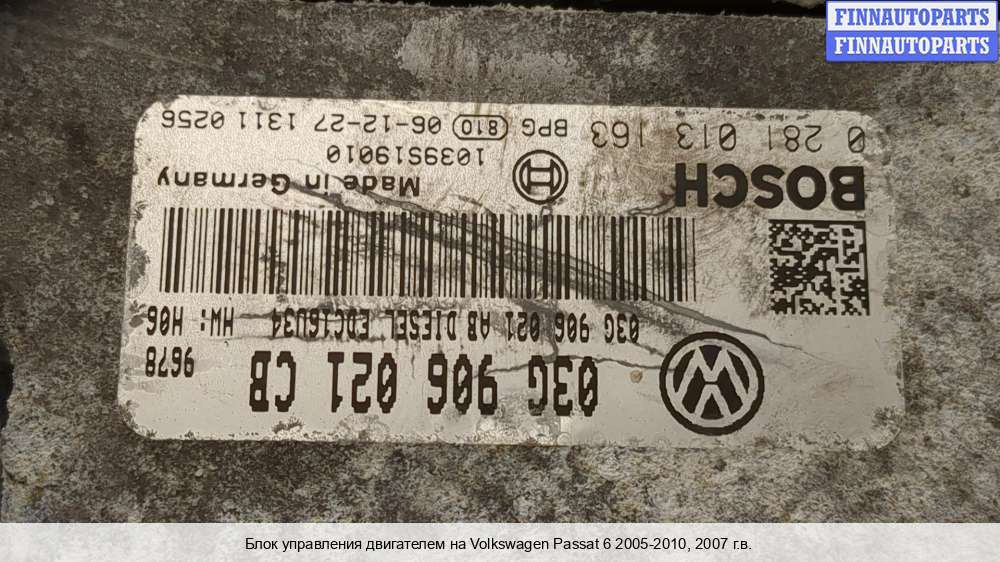 FINNAUTOPARTS
FINNAUTOPARTS
03G 906 021 CB 9678
03G 906 021 AB DIESEL EDC16U34 HW: H06
BOSCH Made in Germany
1039S19010
0 281 013 163 BPG 810 06-12-27 1311 0256
Блок управления двигателем на Volkswagen Passat 6 2005-2010, 2007 г.в.